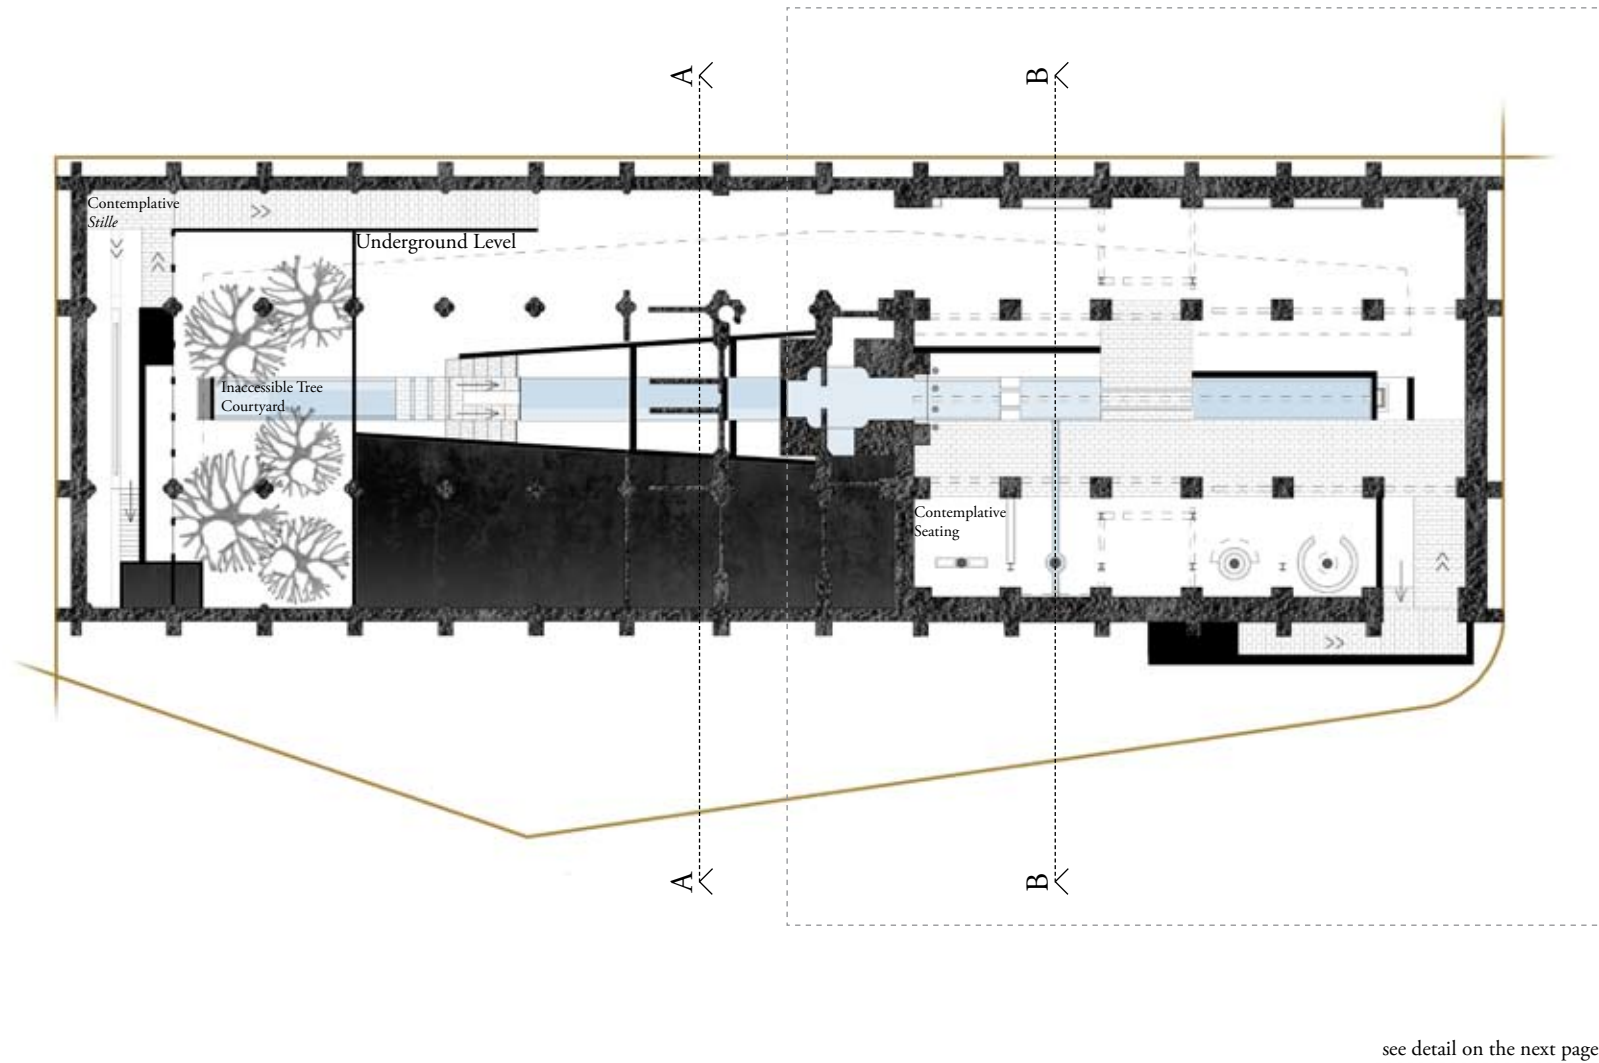 A
B
Contemplative
Stille
Underground Level
Inaccessible Tree
Courtyard
Contemplative
Seating
A
B
see detail on the next page